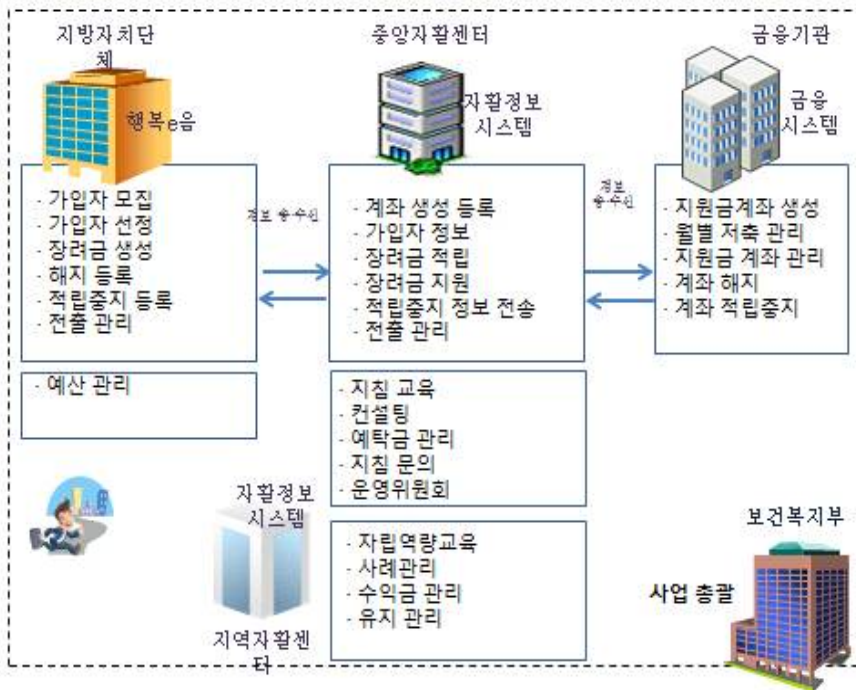 지방자치단
체
행복e음
중앙자활센터
자활정보
시스템
금융기관
금융
시스템
· 가입자 모집
· 가입자 선정
· 장려금 생성
· 해지 등록
· 적립중지 등록
· 전출 관리
정보 송·수신
· 계좌 생성 등록
· 가입자 정보
· 장려금 적립
· 장려금 지원
· 적립중지 정보 전송
· 전출 관리
정보
송·수신
· 지원금계좌 생성
· 월별 저축 관리
· 지원금 계좌 관리
· 계좌 해지
· 계좌 적립중지
· 예산 관리
· 지침 교육
· 컨설팅
· 예탁금 관리
· 지침 문의
· 운영위원회
자활정보
시스템
지역자활센
터
· 자립역량교육
· 사례관리
· 수익금 관리
· 유지 관리
보건복지부
사업 총괄